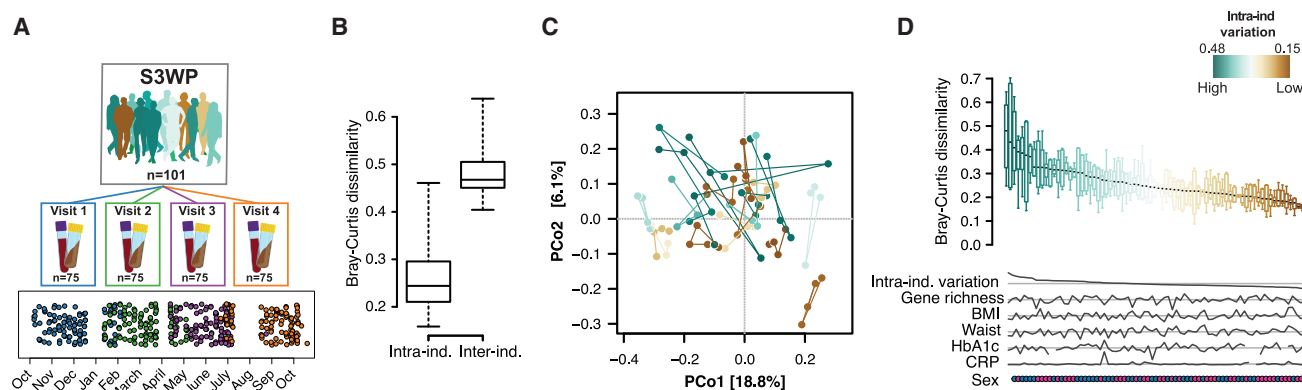 A
S3WP
n=101
Visit 1 Visit 2 Visit 3 Visit 4
n=75 n=75 n=75 n=75
Oct Nov Dec Jan Feb March April May June July Aug Sep Oct
B
Bray-Curtis dissimilarity
0.6
0.5
0.4
0.3
0.2
Intra-ind. Inter-ind.
C
PCo2 [6.1%]
0.3
0.2
0.1
0.0
−0.1
−0.2
−0.3
−0.4 −0.2 0.0 0.2
PCo1 [18.8%]
D
Intra-ind
variation
0.48 0.15
High Low
Bray-Curtis dissimilarity
0.7
0.6
0.5
0.4
0.3
0.2
0.1
0.0
Intra-ind. variation
Gene richness
BMI
Waist
HbA1c
CRP
Sex